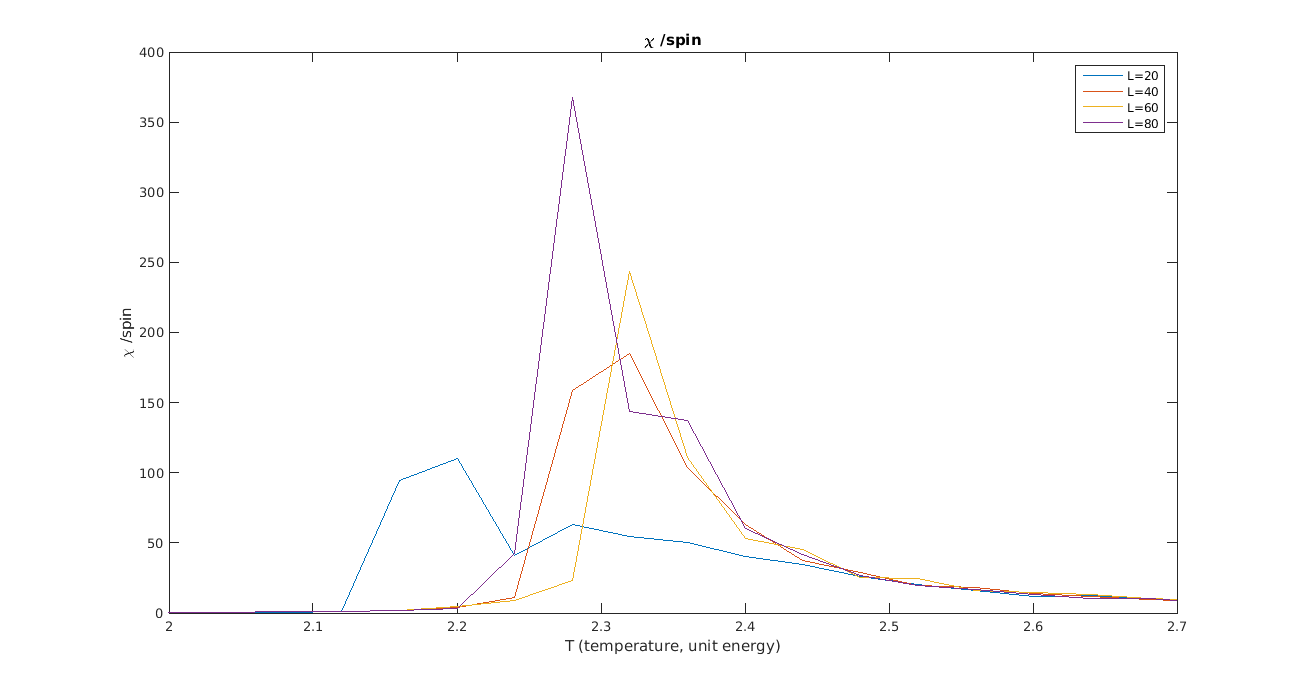 χ /spin
400
350
300
250
200
150
100
50
0
χ /spin
L=20
L=40
L=60
L=80
2 2.1 2.2 2.3 2.4 2.5 2.6 2.7
T (temperature, unit energy)